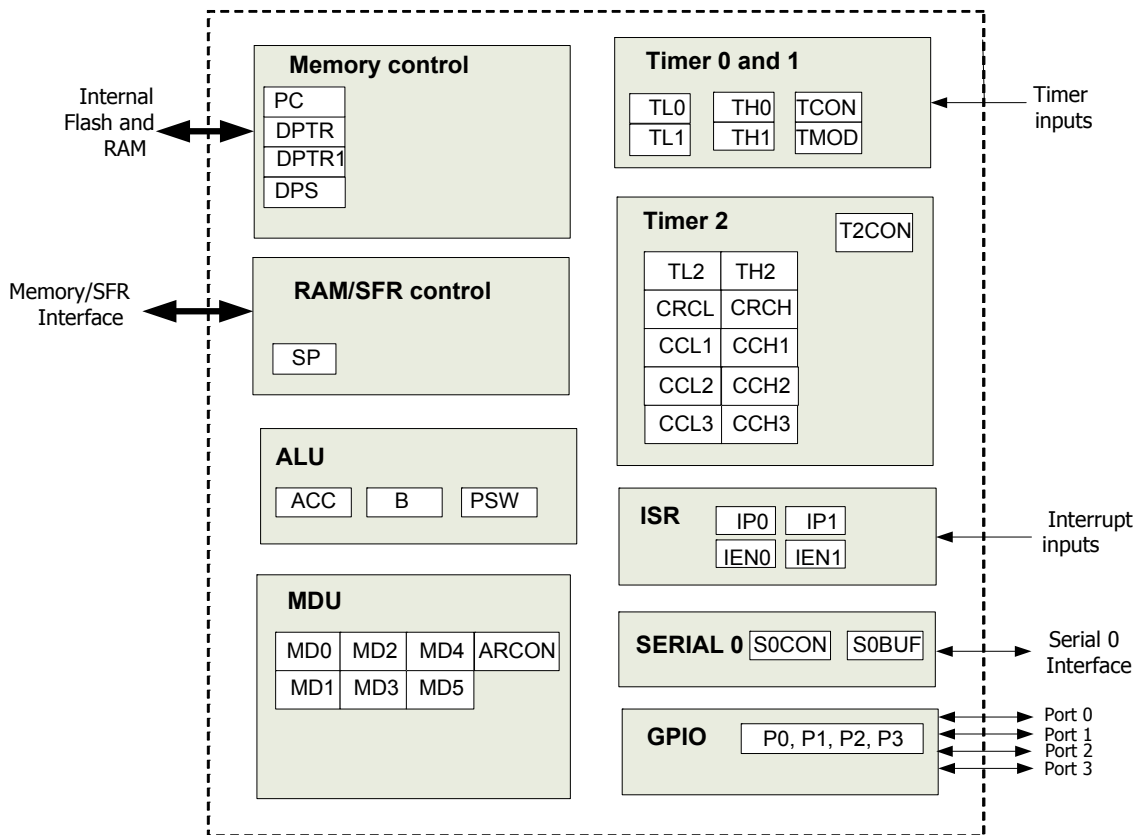 Memory control
PC
DPTR
DPTR1
DPS
Internal
Flash and
RAM
RAM/SFR control
SP
Memory/SFR
Interface
ALU
ACC B PSW
MDU
MD0 MD2 MD4 ARCON
MD1 MD3 MD5
Timer 0 and 1
TL0 TH0 TCON
TL1 TH1 TMOD
Timer
inputs
Timer 2
T2CON
TL2 TH2
CRCL CRCH
CCL1 CCH1
CCL2 CCH2
CCL3 CCH3
ISR
IP0 IP1
IEN0 IEN1
Interrupt
inputs
SERIAL 0 S0CON S0BUF
Serial 0
Interface
GPIO P0, P1, P2, P3
Port 0
Port 1
Port 2
Port 3